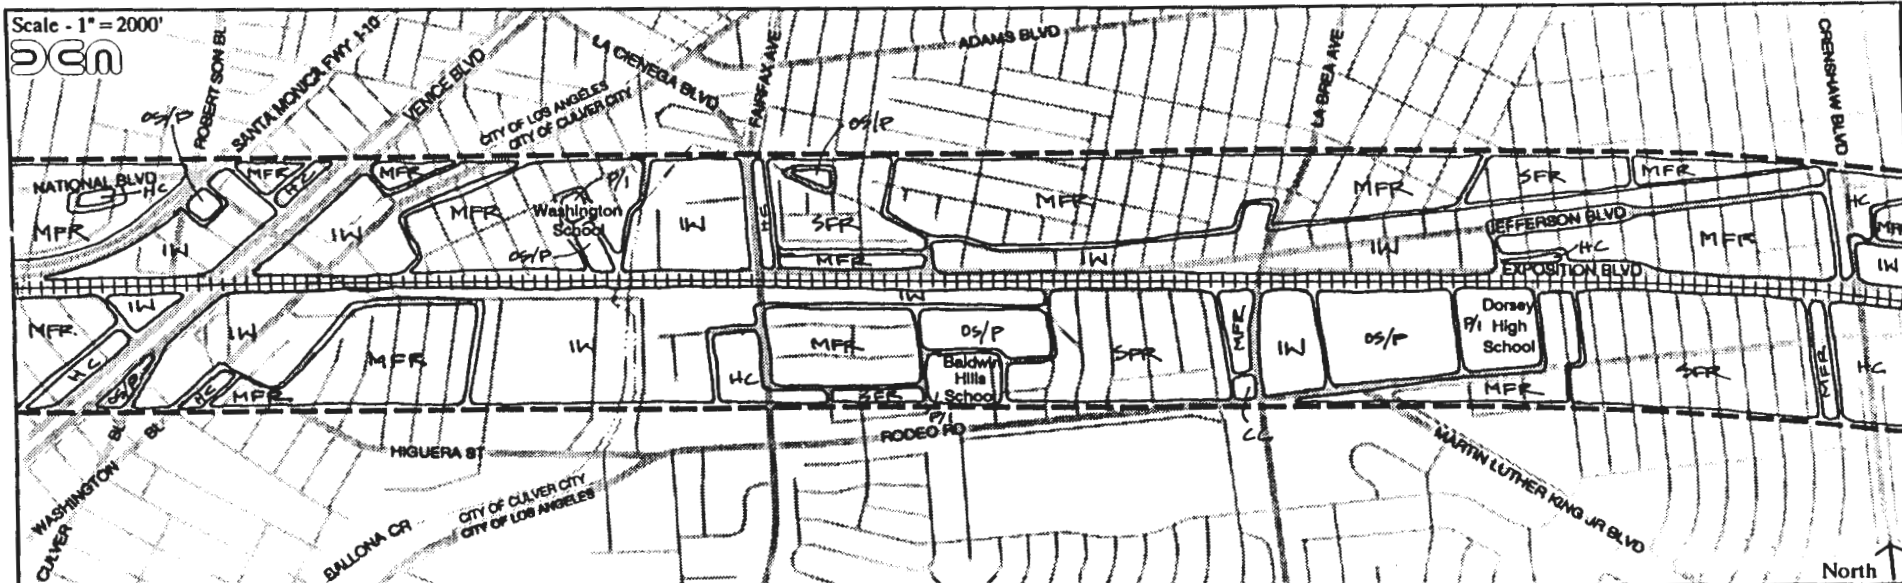 Scale - 1" = 2000'
DCN
ROBERTSON BL
SANTA MONICA FWY I-10
VENICE BLVD
LA CIENEGA BLVD
CITY OF LOS ANGELES
CITY OF CULVER CITY
FAIRFAX AVE
ADAMS BLVD
LA BREA AVE
CRENSHAW BLVD
OS/P
OS/P
NATIONAL BLVD
HC
MFR
HC
MFR
P/I
MFR
IW
IW
MFR
Washington
School
OS/P
IW
HC
SFR
MFR
MFR
IW
MFR
IW
SFR
MFR
JEFFERSON BLVD
HC
EXPOSITION BLVD
MFR
HC
IW
MFR
IW
HC
OS/P
IW
HC
MFR
MFR
IW
HC
IW
MFR
SFR
OS/P
Baldwin
Hills
School
P/I
SFR
MFR
CC
IW
OS/P
P/I
Dorsey
High
School
MFR
SFR
MFR
HC
WASHINGTON BL
CULVER BL
HIGUERA ST
RODEO RD
MARTIN LUTHER KING JR BLVD
BALLONA CR
CITY OF CULVER CITY
CITY OF LOS ANGELES
North